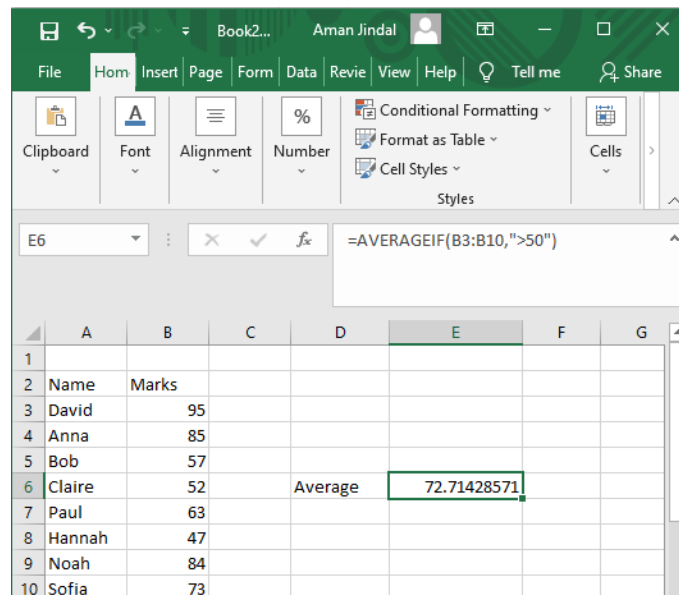 Book2... Aman Jindal
File Hom Insert Page Form Data Revie View Help Tell me Share
Clipboard Font Alignment Number Conditional Formatting Format as Table Cell Styles Styles Cells
%
E6 fx =AVERAGEIF(B3:B10,">50")
A B C D E F G
1
2 Name Marks
3 David 95
4 Anna 85
5 Bob 57
6 Claire 52 Average 72.71428571
7 Paul 63
8 Hannah 47
9 Noah 84
10 Sofia 73